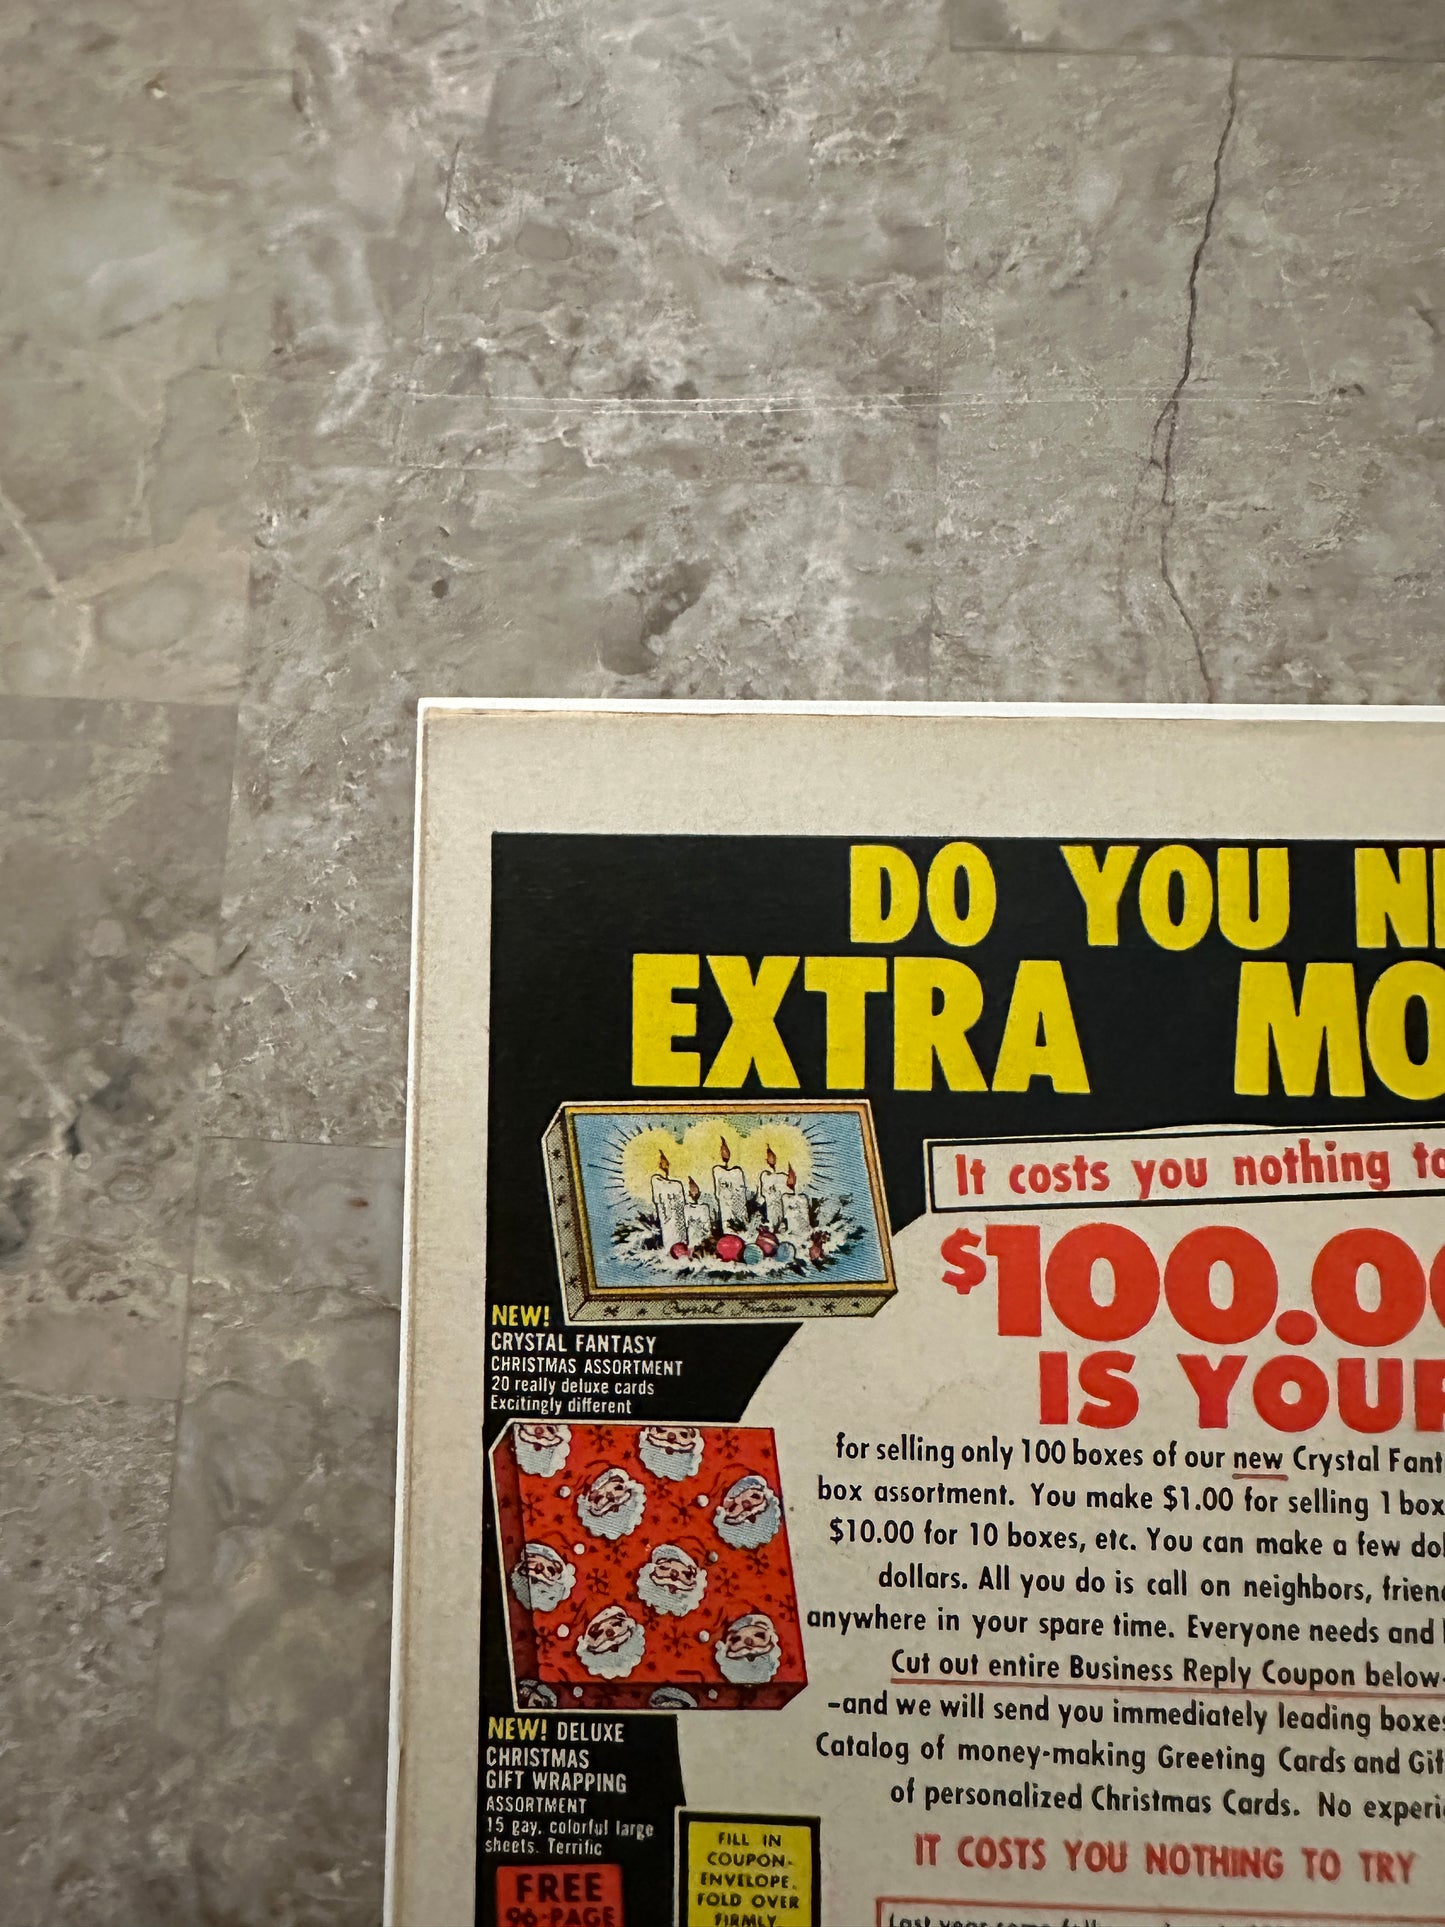 DO YOU
EXTRA
It costs you nothing
IS
NEW!
CRYSTAL FANTASY
CHRISTMAS ASSORTMENT
20 really deluxe cards
Excitingly different
for selling only 100 boxes of our new Crystal
box assortment. You make $1.00 for selling 1 box
$10.00 for 10 boxes, etc. You can make a few
dollars. All you do is call on neighbors,
anywhere in your spare time. Everyone needs and
Cut out entire Business Reply Coupon below-
-and we will send you immediately leading
Catalog of money-making Greeting Cards and
of personalized Christmas Cards. No
NEW! DELUXE
CHRISTMAS
GIFT WRAPPING
ASSORTMENT
15 gay, colorful large
sheets. Terrific
FREE
96-PAGE
FILL IN
COUPON-
ENVELOPE,
FOLD OVER
FIRMLY,
IT COSTS YOU NOTHING TO TRY
Last year some